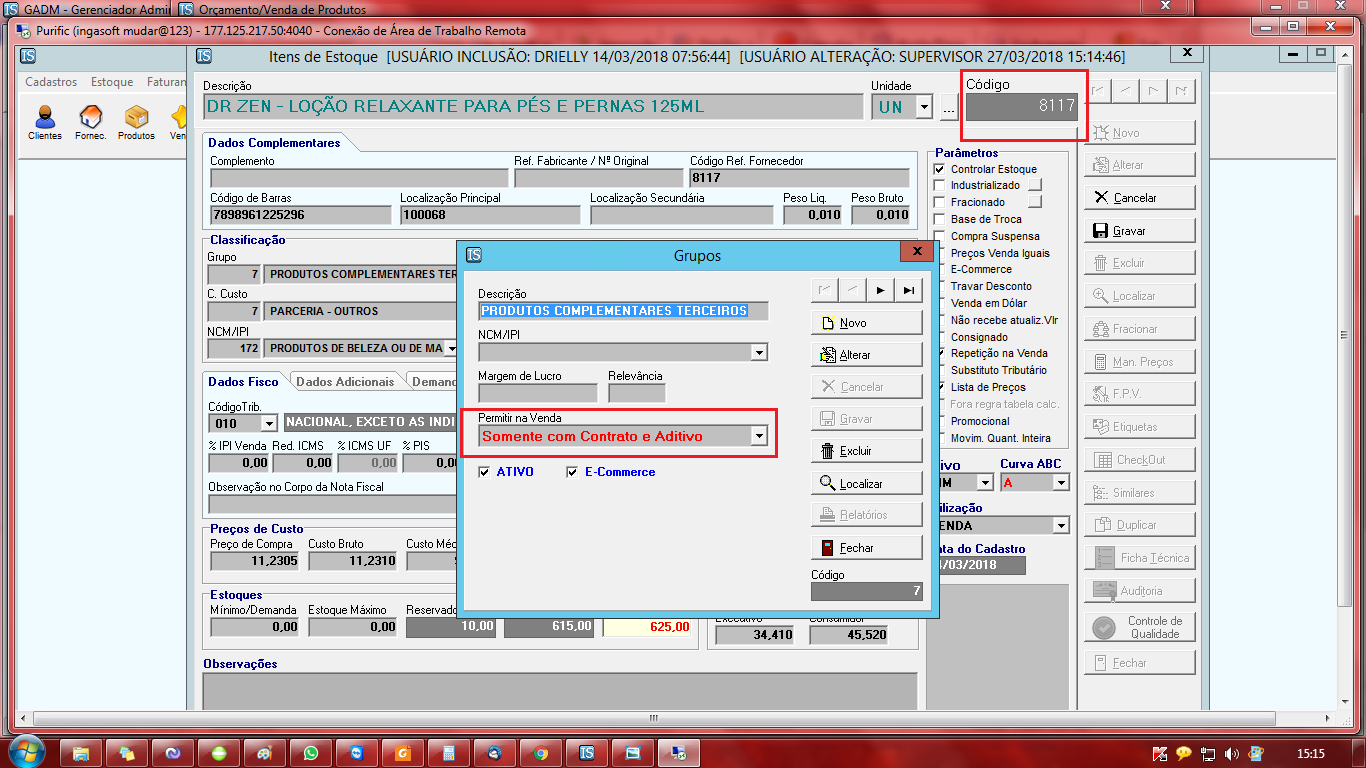 GADM - Gerenciador Admi
Orçamento/Venda de Produtos
Purific (ingasoft mudar@123) - 177.125.217.50:4040 - Conexão de Área de Trabalho Remota
Itens de Estoque [USUÁRIO INCLUSÃO: DRIELLY 14/03/2018 07:56:44] [USUÁRIO ALTERAÇÃO: SUPERVISOR 27/03/2018 15:14:46]
Cadastros Estoque Faturan
Clientes Fornec. Produtos Ven
Descrição Unidade Código
DR ZEN - LOÇÃO RELAXANTE PARA PÉS E PERNAS 125ML UN ... 8117
Dados Complementares
Complemento Ref. Fabricante / Nº Original Código Ref. Fornecedor
8117
Código de Barras Localização Principal Localização Secundária Peso Liq. Peso Bruto
7898961225296 100068 0,010 0,010
Classificação
Grupo
7 PRODUTOS COMPLEMENTARES TER
C. Custo
7 PARCERIA - OUTROS
NCM/IPI
172 PRODUTOS DE BELEZA OU DE MA
Dados Fisco Dados Adicionais Deman
CódigoTrib.
010 NACIONAL, EXCETO AS INDI
% IPI Venda Red. ICMS % ICMS UF % PIS
0,00 0,00 0,00 0,0
Observação no Corpo da Nota Fiscal
Preços de Custo
Preço de Compra Custo Bruto Custo Méd
11,2305 11,2310
Estoques
Mínimo/Demanda Estoque Máximo Reservado
0,00 0,00 10,00 615,00 625,00
Executivo Consumidor
34,410 45,520
Observações
Grupos
Descrição
PRODUTOS COMPLEMENTARES TERCEIROS
NCM/IPI
Margem de Lucro Relevância
Permitir na Venda
Somente com Contrato e Aditivo
ATIVO E-Commerce
Novo
Alterar
Cancelar
Gravar
Excluir
Localizar
Relatórios
Fechar
Código
7
Parâmetros
Controlar Estoque
Industrializado
Fracionado
Base de Troca
Compra Suspensa
Preços Venda Iguais
E-Commerce
Travar Desconto
Venda em Dólar
Não recebe atualiz.Vlr
Consignado
Repetição na Venda
Substituto Tributário
Lista de Preços
Fora regra tabela calc.
Promocional
Movim. Quant. Inteira
ivo Curva ABC
IM A
ilização
ENDA
ata do Cadastro
4/03/2018
Novo
Alterar
Cancelar
Gravar
Excluir
Localizar
Fracionar
Man. Preços
F.P.V.
Etiquetas
CheckOut
Similares
Duplicar
Ficha Técnica
Auditoria
Controle de
Qualidade
Fechar
15:15